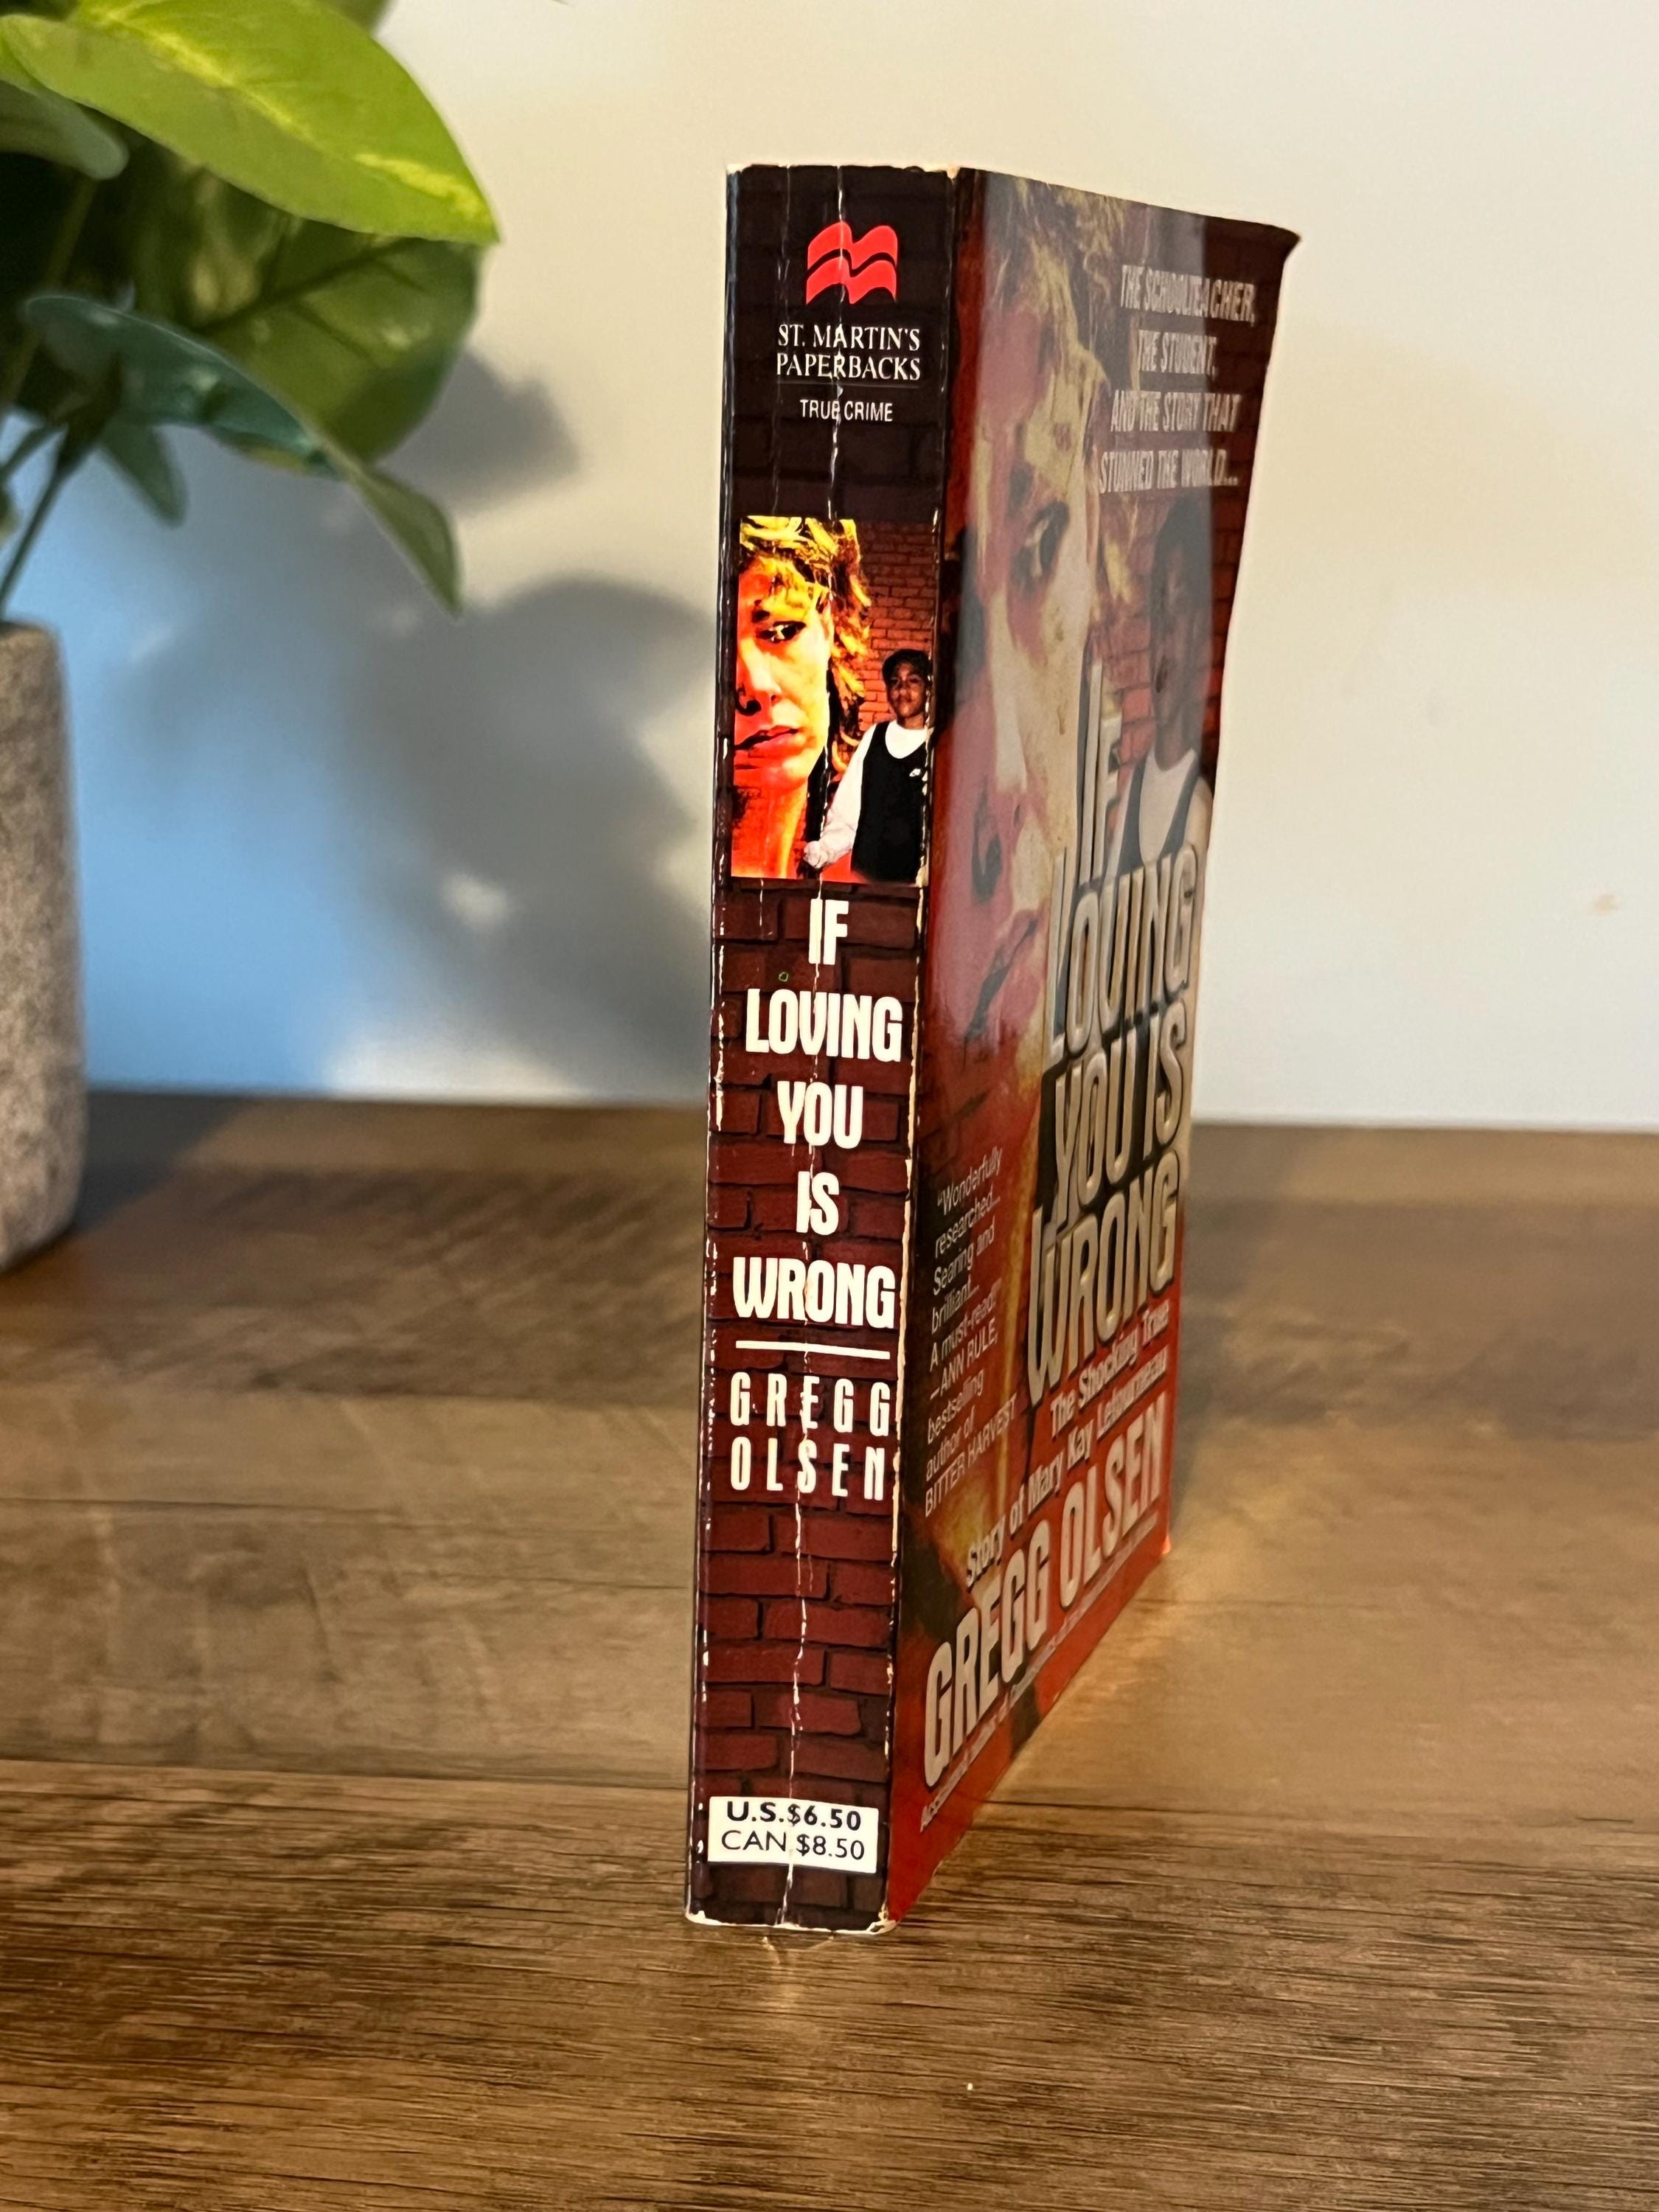 ST. MARTIN'S
PAPERBACKS
TRUE CRIME
IF
LOVING
YOU
IS
WRONG
GREGG
OLSEN
U.S.$6.50
CAN $8.50
THE SCHOOLTEACHER,
THE STUDENT,
AND THE STORY THAT
STUNNED THE WORLD...
IF
LOVING
YOU IS
WRONG
"Wonderfully
researched...
Searing and
brilliant...
A must-read."
—ANN RULE,
bestselling
author of
BITTER HARVEST
The Shocking True
Story of Mary Kay Letourneau
GREGG OLSEN